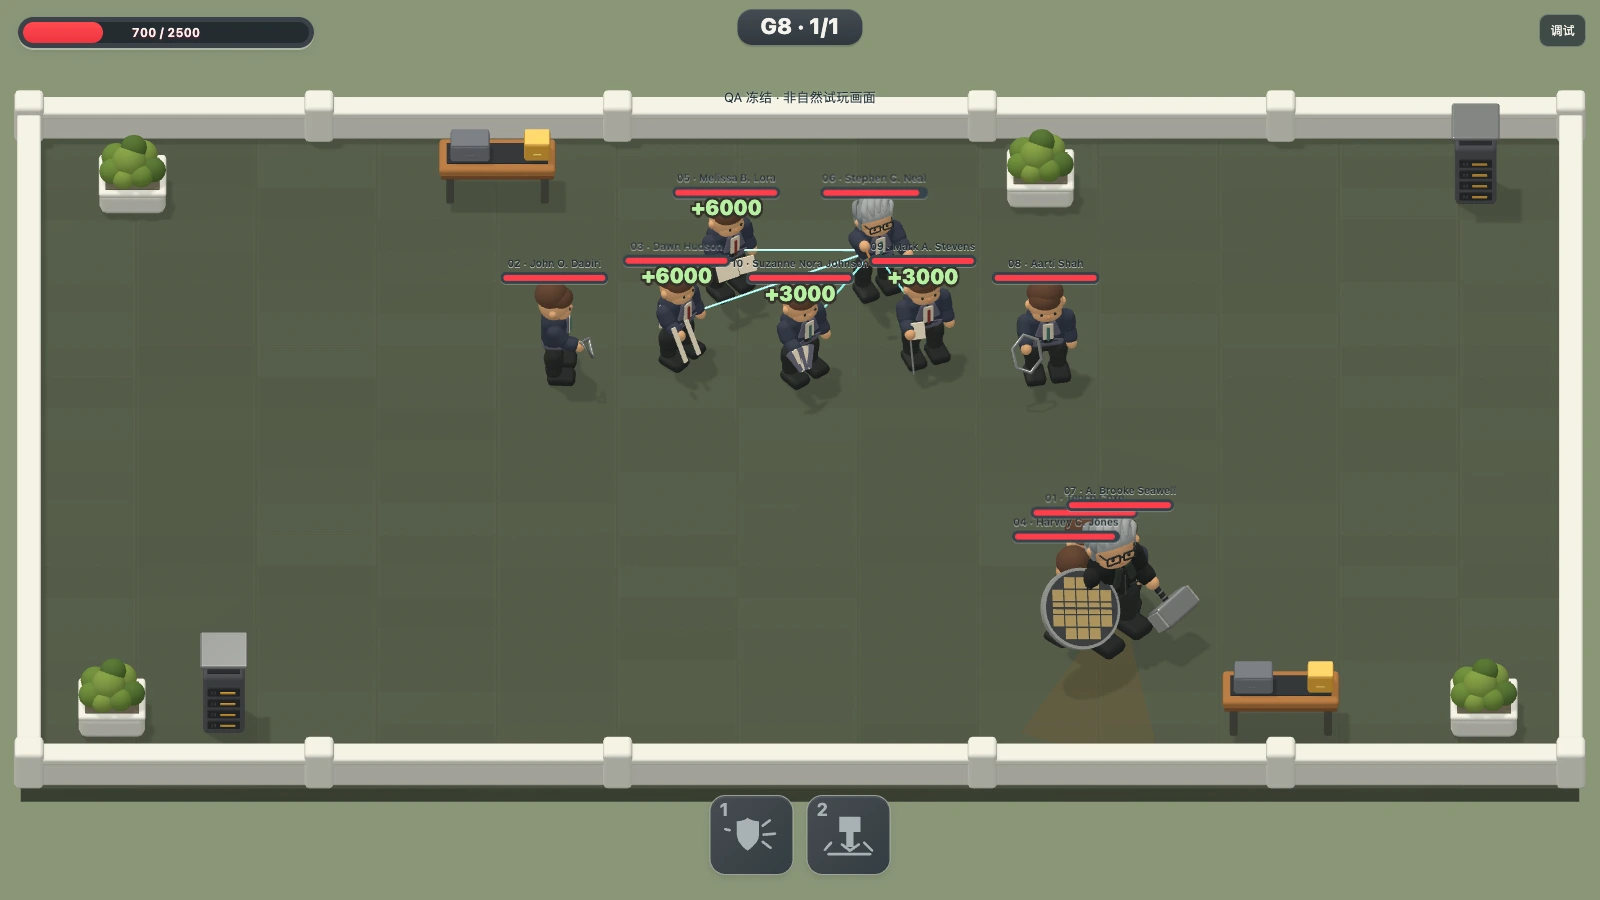 700 / 2500
G8 · 1/1
调试
QA 冻结 · 非自然试玩画面
05 · Melissa B. Lora
06 · Stephen C. Neal
+6000
03 · Dawn Hudson
09 · Mark A. Stevens
02 · John O. Dabiri
10 · Suzanne Nora Johnson
08 · Aarti Shah
+6000
+3000
+3000
07 · A. Brooke Seawell
01 ·
04 · Harvey C. Jones
1
2